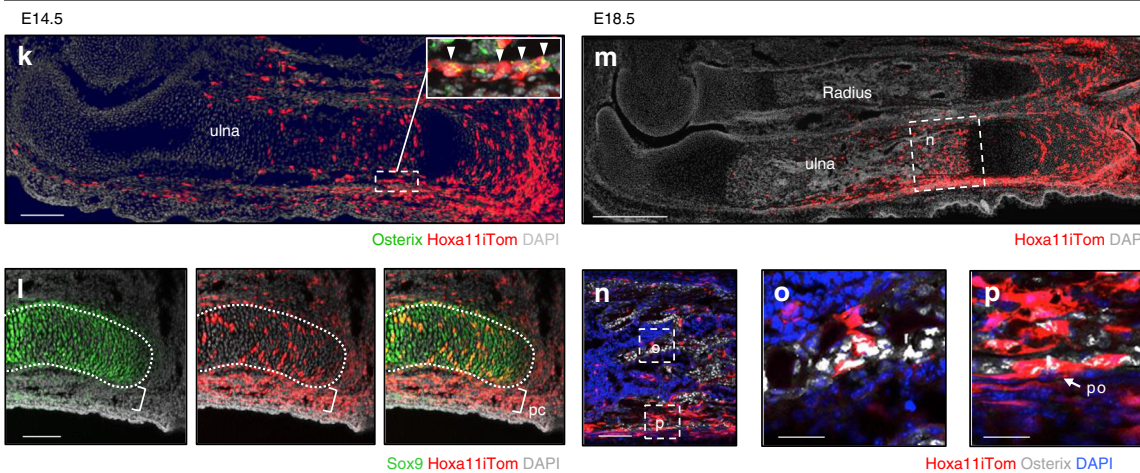 E14.5
E18.5
k
ulna
m
Radius
ulna
n
Osterix Hoxa11iTom DAPI
Hoxa11iTom DAP
l
pc
n
e
p
o
r
p
po
Sox9 Hoxa11iTom DAPI
Hoxa11iTom Osterix DAPI